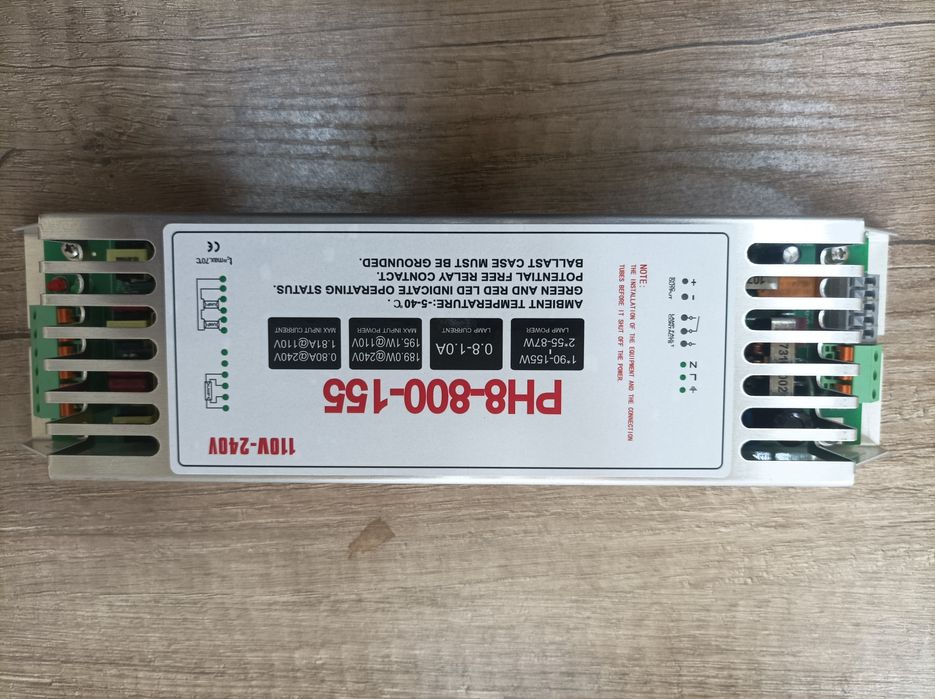 110V-240V
PH8-800-155
1*90-155W
2*55-87W
LAMP POWER
0.8-1.0A
LAMP CURRENT
189.0W@240V
195.1W@110V
MAX INPUT POWER
0.80A@240V
1.81A@110V
MAX INPUT CURRENT
AMBIENT TEMPERATURE:-5-40℃.
GREEN AND RED LED INDICATE OPERATING STATUS.
POTENTIAL FREE RELAY CONTACT.
BALLAST CASE MUST BE GROUNDED.
NOTE:
THE INSTALLATION OF THE EQUIPMENT AND THE CONNECTION
TUBES BEFORE IT SHUT OFF THE POWER.
L
N
+
-
tc=max.70℃
CE